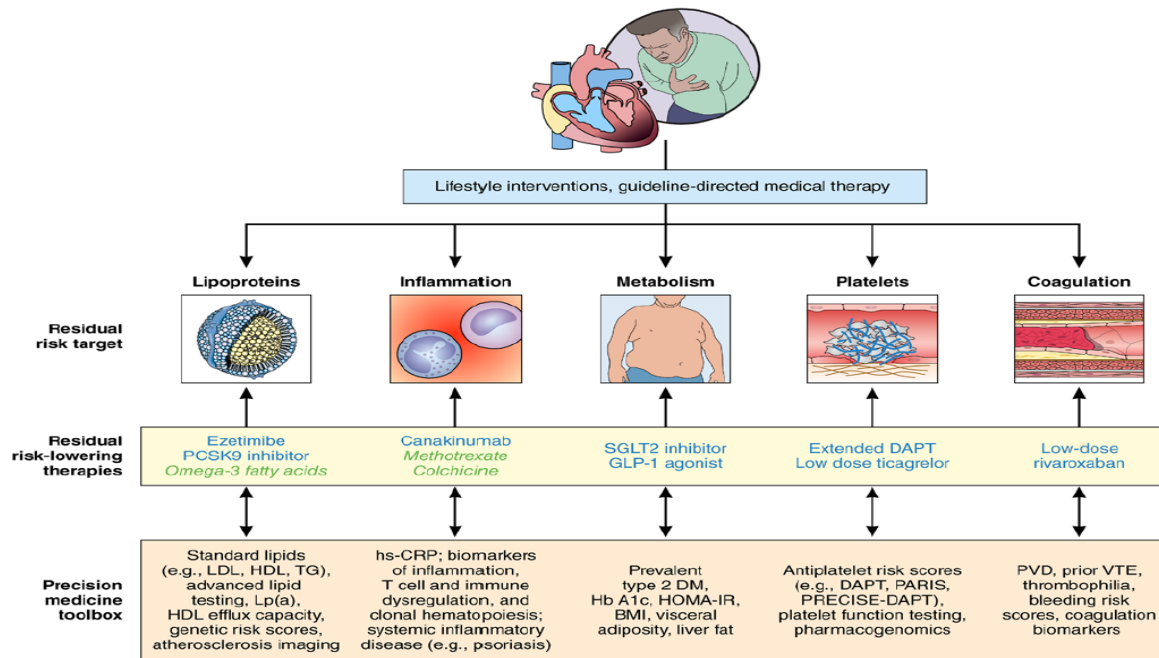 Lifestyle interventions, guideline-directed medical therapy
Lipoproteins
Inflammation
Metabolism
Platelets
Coagulation
Residual
risk target
Residual
risk-lowering
therapies
Ezetimibe
PCSK9 inhibitor
Omega-3 fatty acids
Canakinumab
Methotrexate
Colchicine
SGLT2 inhibitor
GLP-1 agonist
Extended DAPT
Low dose ticagrelor
Low-dose
rivaroxaban
Precision
medicine
toolbox
Standard lipids
(e.g., LDL, HDL, TG),
advanced lipid
testing, Lp(a),
HDL efflux capacity,
genetic risk scores,
atherosclerosis imaging
hs-CRP; biomarkers
of inflammation,
T cell and immune
dysregulation, and
clonal hematopoiesis;
systemic inflammatory
disease (e.g., psoriasis)
Prevalent
type 2 DM,
Hb A1c, HOMA-IR,
BMI, visceral
adiposity, liver fat
Antiplatelet risk scores
(e.g., DAPT, PARIS,
PRECISE-DAPT),
platelet function testing,
pharmacogenomics
PVD, prior VTE,
thrombophilia,
bleeding risk
scores, coagulation
biomarkers